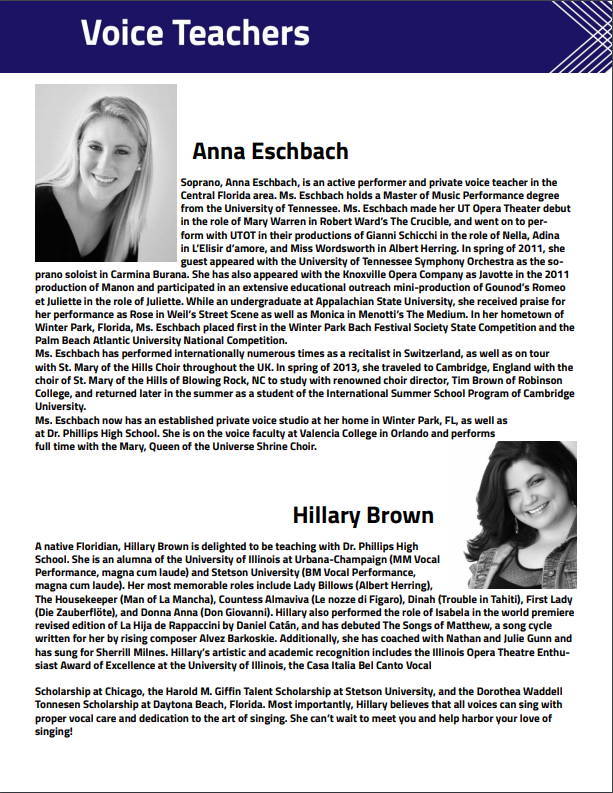 Voice Teachers
Anna Eschbach
Soprano, Anna Eschbach, is an active performer and private voice teacher in the
Central Florida area. Ms. Eschbach holds a Master of Music Performance degree
from the University of Tennessee. Ms. Eschbach made her UT Opera Theater debut
in the role of Mary Warren in Robert Ward's The Crucible, and went on to per-
form with UTOT in their productions of Gianni Schicchi in the role of Nella, Adina
in L'Elisir d'amore, and Miss Wordsworth in Albert Herring. In spring of 2011, she
guest appeared with the University of Tennessee Symphony Orchestra as the so-
prano soloist in Carmina Burana. She has also appeared with the Knoxville Opera Company as Javotte in the 2011
production of Manon and participated in an extensive educational outreach mini-production of Gounod's Romeo
et Juliette in the role of Juliette. While an undergraduate at Appalachian State University, she received praise for
her performance as Rose in Weil's Street Scene as well as Monica in Menotti's The Medium. In her hometown of
Winter Park, Florida, Ms. Eschbach placed first in the Winter Park Bach Festival Society State Competition and the
Palm Beach Atlantic University National Competition.
Ms. Eschbach has performed internationally numerous times as a recitalist in Switzerland, as well as on tour
with St. Mary of the Hills Choir throughout the UK. In spring of 2013, she traveled to Cambridge, England with the
choir of St. Mary of the Hills of Blowing Rock, NC to study with renowned choir director, Tim Brown of Robinson
College, and returned later in the summer as a student of the International Summer School Program of Cambridge
University.
Ms. Eschbach now has an established private voice studio at her home in Winter Park, FL, as well as
at Dr. Phillips High School. She is on the voice faculty at Valencia College in Orlando and performs
full time with the Mary, Queen of the Universe Shrine Choir.
Hillary Brown
A native Floridian, Hillary Brown is delighted to be teaching with Dr. Phillips High
School. She is an alumna of the University of Illinois at Urbana-Champaign (MM Vocal
Performance, magna cum laude) and Stetson University (BM Vocal Performance,
magna cum laude). Her most memorable roles include Lady Billows (Albert Herring),
The Housekeeper (Man of La Mancha), Countess Almaviva (Le nozze di Figaro), Dinah (Trouble in Tahiti), First Lady
(Die Zauberflöte), and Donna Anna (Don Giovanni). Hillary also performed the role of Isabela in the world premiere
revised edition of La Hija de Rappaccini by Daniel Catán, and has debuted The Songs of Matthew, a song cycle
written for her by rising composer Alvez Barkoskie. Additionally, she has coached with Nathan and Julie Gunn and
has sung for Sherrill Milnes. Hillary's artistic and academic recognition includes the Illinois Opera Theatre Enthu-
siast Award of Excellence at the University of Illinois, the Casa Italia Bel Canto Vocal
Scholarship at Chicago, the Harold M. Giffin Talent Scholarship at Stetson University, and the Dorothea Waddell
Tonnesen Scholarship at Daytona Beach, Florida. Most importantly, Hillary believes that all voices can sing with
proper vocal care and dedication to the art of singing. She can't wait to meet you and help harbor your love of
singing!